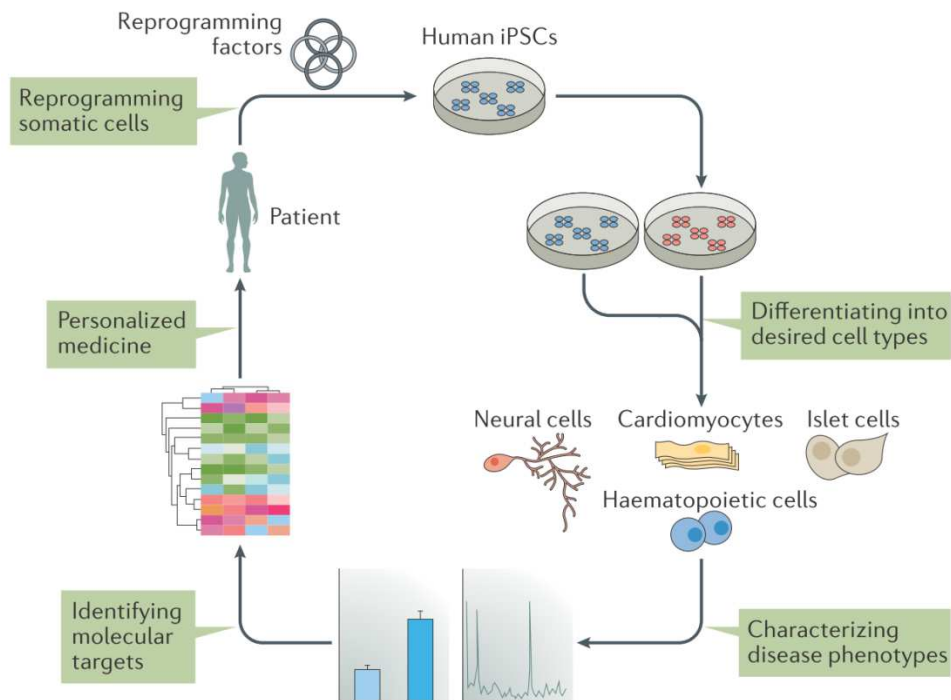 Reprogramming
factors
Human iPSCs
Reprogramming
somatic cells
Patient
Differentiating into
desired cell types
Personalized
medicine
Neural cells
Cardiomyocytes
Islet cells
Haematopoietic cells
Identifying
molecular
targets
Characterizing
disease phenotypes